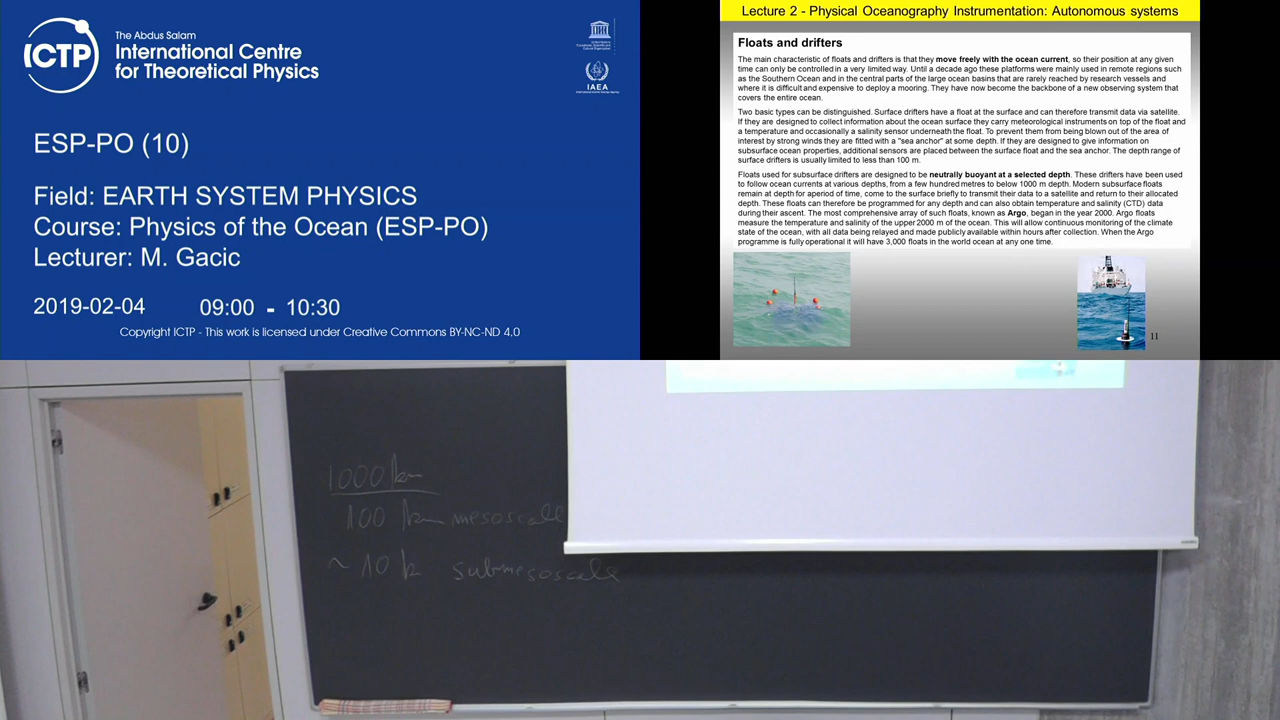 ICTP
The Abdus Salam
International Centre
for Theoretical Physics
IAEA
ESP-PO (10)
Field: EARTH SYSTEM PHYSICS
Course: Physics of the Ocean (ESP-PO)
Lecturer: M. Gacic
2019-02-04 09:00 - 10:30
Copyright ICTP - This work is licensed under Creative Commons BY-NC-ND 4.0
Lecture 2 - Physical Oceanography Instrumentation: Autonomous systems
Floats and drifters
The main characteristic of floats and drifters is that they move freely with the ocean current, so their position at any given
time can only be controlled in a very limited way. Until a decade ago these platforms were mainly used in remote regions such
as the Southern Ocean and in the central parts of the large ocean basins that are rarely reached by research vessels and
where it is difficult and expensive to deploy a mooring. They have now become the backbone of a new observing system that
covers the entire ocean.
Two basic types can be distinguished. Surface drifters have a float at the surface and can therefore transmit data via satellite.
If they are designed to collect information about the ocean surface they carry meteorological instruments on top of the float and
a temperature and occasionally a salinity sensor underneath the float. To prevent them from being blown out of the area of
interest by strong winds they are fitted with a "sea anchor" at some depth. If they are designed to give information on
subsurface ocean properties, additional sensors are placed between the surface float and the sea anchor. The depth range of
surface drifters is usually limited to less than 100 m.
Floats used for subsurface drifters are designed to be neutrally buoyant at a selected depth. These drifters have been used
to follow ocean currents at various depths, from a few hundred metres to below 1000 m depth. Modern subsurface floats
remain at depth for aperiod of time, come to the surface briefly to transmit their data to a satellite and return to their allocated
depth. These floats can therefore be programmed for any depth and can also obtain temperature and salinity (CTD) data
during their ascent. The most comprehensive array of such floats, known as Argo, began in the year 2000. Argo floats
measure the temperature and salinity of the upper 2000 m of the ocean. This will allow continuous monitoring of the climate
state of the ocean, with all data being relayed and made publicly available within hours after collection. When the Argo
programme is fully operational it will have 3,000 floats in the world ocean at any one time.
11
1000 km
100 km mesoscale
~ 10 k submesoscale